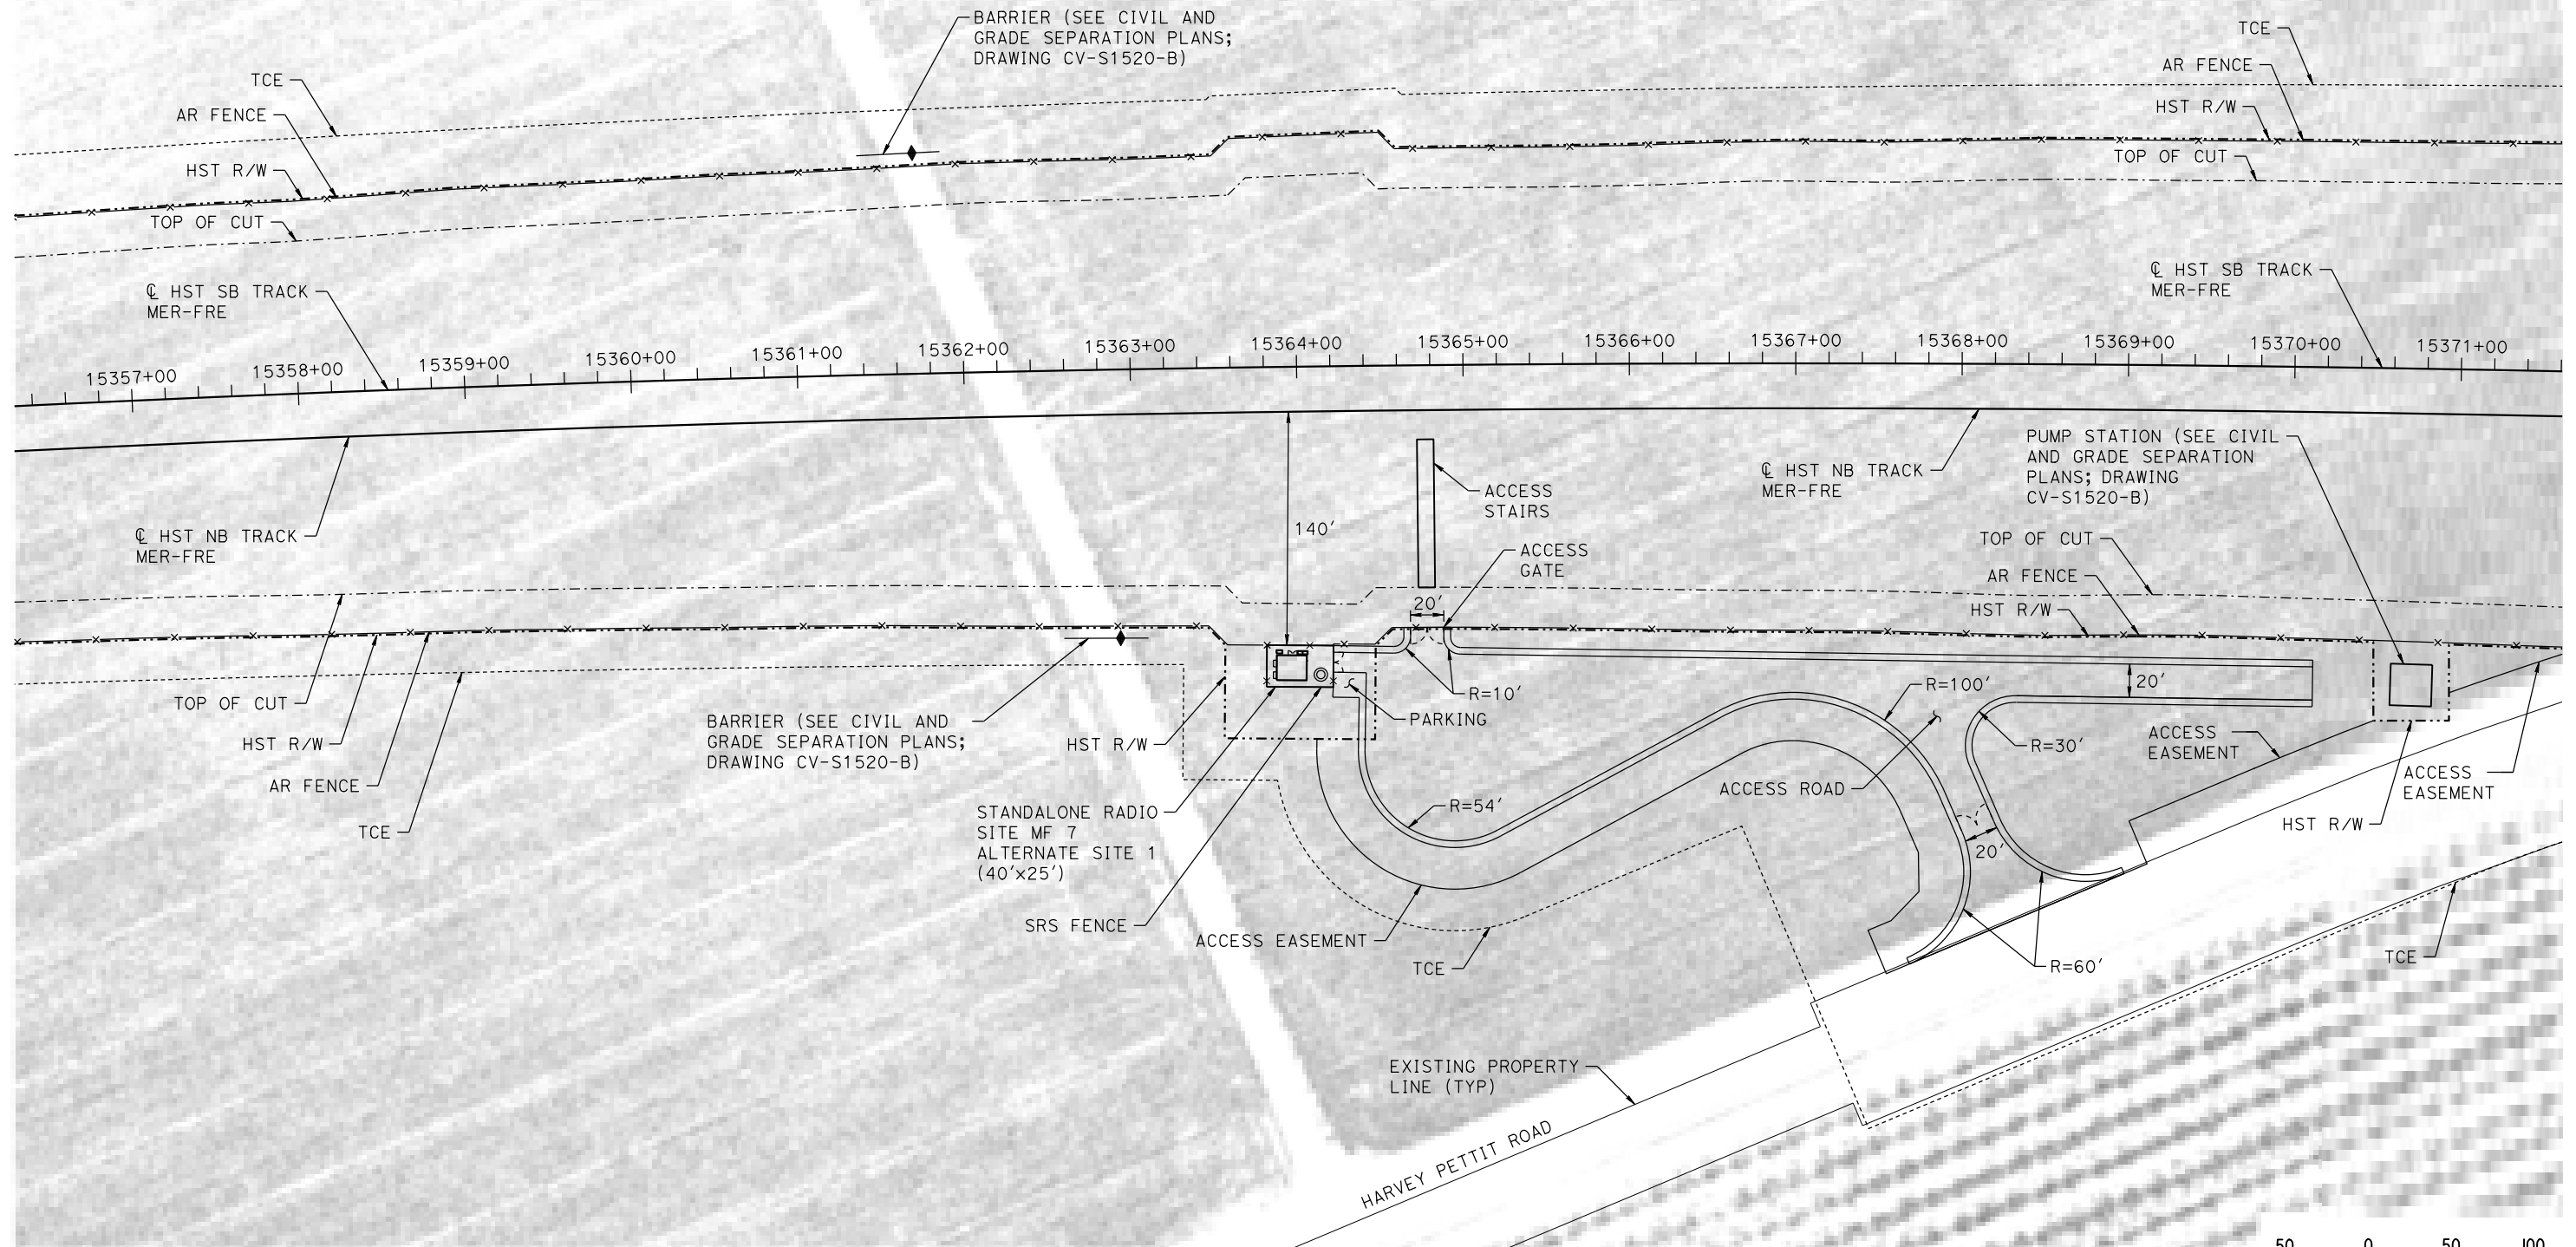 BARRIER (SEE CIVIL AND
GRADE SEPARATION PLANS;
DRAWING CV-S1520-B)
TCE
AR FENCE
HST R/W
TOP OF CUT
TCE
AR FENCE
HST R/W
TOP OF CUT
℄ HST SB TRACK
MER-FRE
℄ HST SB TRACK
MER-FRE
15357+00
15358+00
15359+00
15360+00
15361+00
15362+00
15363+00
15364+00
15365+00
15366+00
15367+00
15368+00
15369+00
15370+00
15371+00
℄ HST NB TRACK
MER-FRE
140'
ACCESS
STAIRS
ACCESS
GATE
20'
℄ HST NB TRACK
MER-FRE
PUMP STATION (SEE CIVIL
AND GRADE SEPARATION
PLANS; DRAWING
CV-S1520-B)
TOP OF CUT
AR FENCE
HST R/W
TOP OF CUT
HST R/W
AR FENCE
TCE
BARRIER (SEE CIVIL AND
GRADE SEPARATION PLANS;
DRAWING CV-S1520-B)
HST R/W
R=10'
PARKING
R=100'
20'
R=30'
ACCESS
EASEMENT
ACCESS
EASEMENT
HST R/W
ACCESS ROAD
R=54'
20'
STANDALONE RADIO
SITE MF 7
ALTERNATE SITE 1
(40'x25')
SRS FENCE
ACCESS EASEMENT
TCE
R=60'
TCE
EXISTING PROPERTY
LINE (TYP)
HARVEY PETTIT ROAD
50 0 50 100